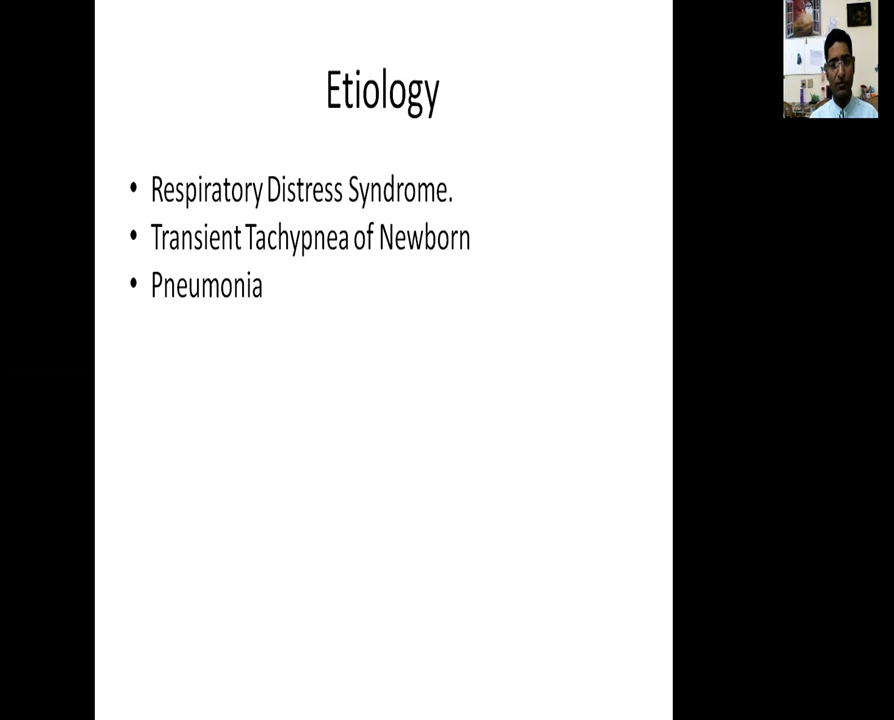 Etiology
• Respiratory Distress Syndrome.
• Transient Tachypnea of Newborn
• Pneumonia